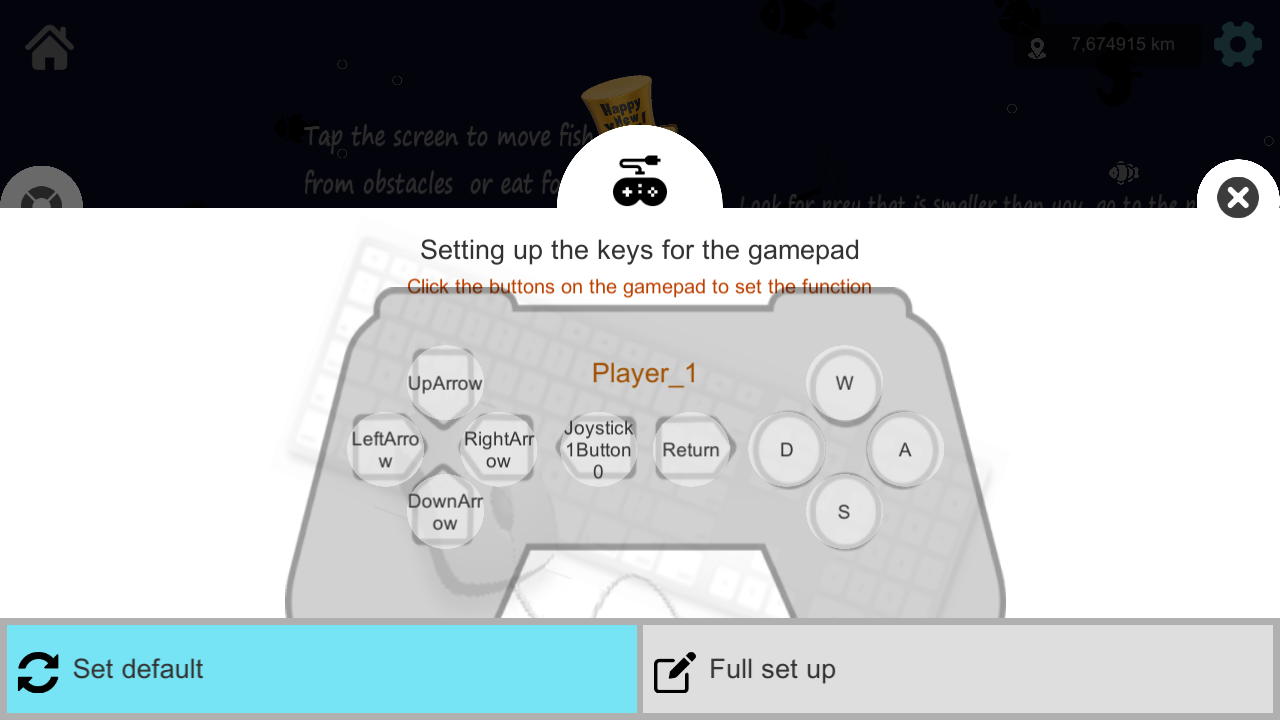 7,674915 km
Happy
New
Tap the screen to move fish
from obstacles or eat fo
Look for prey that is smaller than you, go to the
Setting up the keys for the gamepad
Click the buttons on the gamepad to set the function
Player_1
UpArrow
W
LeftArro
w
RightArr
ow
Joystick
1Button
0
Return
D
A
DownArr
ow
S
Set default
Full set up